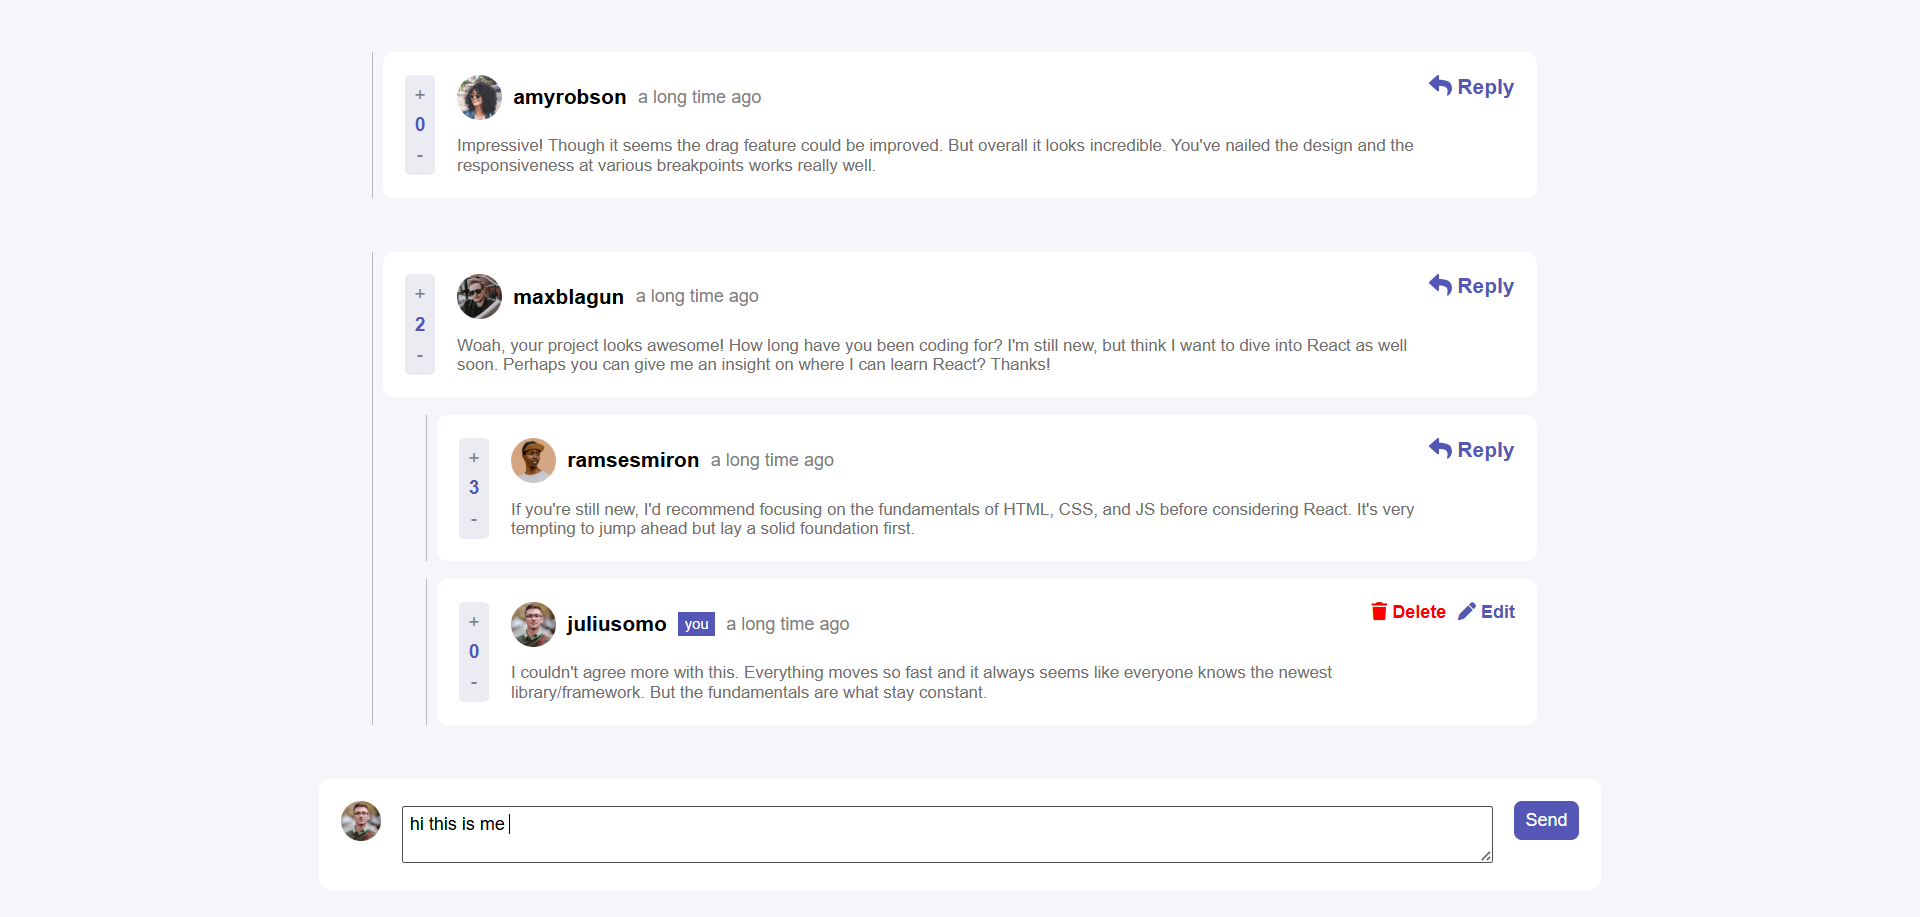 +
0
-
amyrobson a long time ago
Reply
Impressive! Though it seems the drag feature could be improved. But overall it looks incredible. You've nailed the design and the
responsiveness at various breakpoints works really well.
+
2
-
maxblagun a long time ago
Reply
Woah, your project looks awesome! How long have you been coding for? I'm still new, but think I want to dive into React as well
soon. Perhaps you can give me an insight on where I can learn React? Thanks!
+
3
-
ramsesmiron a long time ago
Reply
If you're still new, I'd recommend focusing on the fundamentals of HTML, CSS, and JS before considering React. It's very
tempting to jump ahead but lay a solid foundation first.
+
0
-
juliusomo you a long time ago
Delete Edit
I couldn't agree more with this. Everything moves so fast and it always seems like everyone knows the newest
library/framework. But the fundamentals are what stay constant.
hi this is me
Send